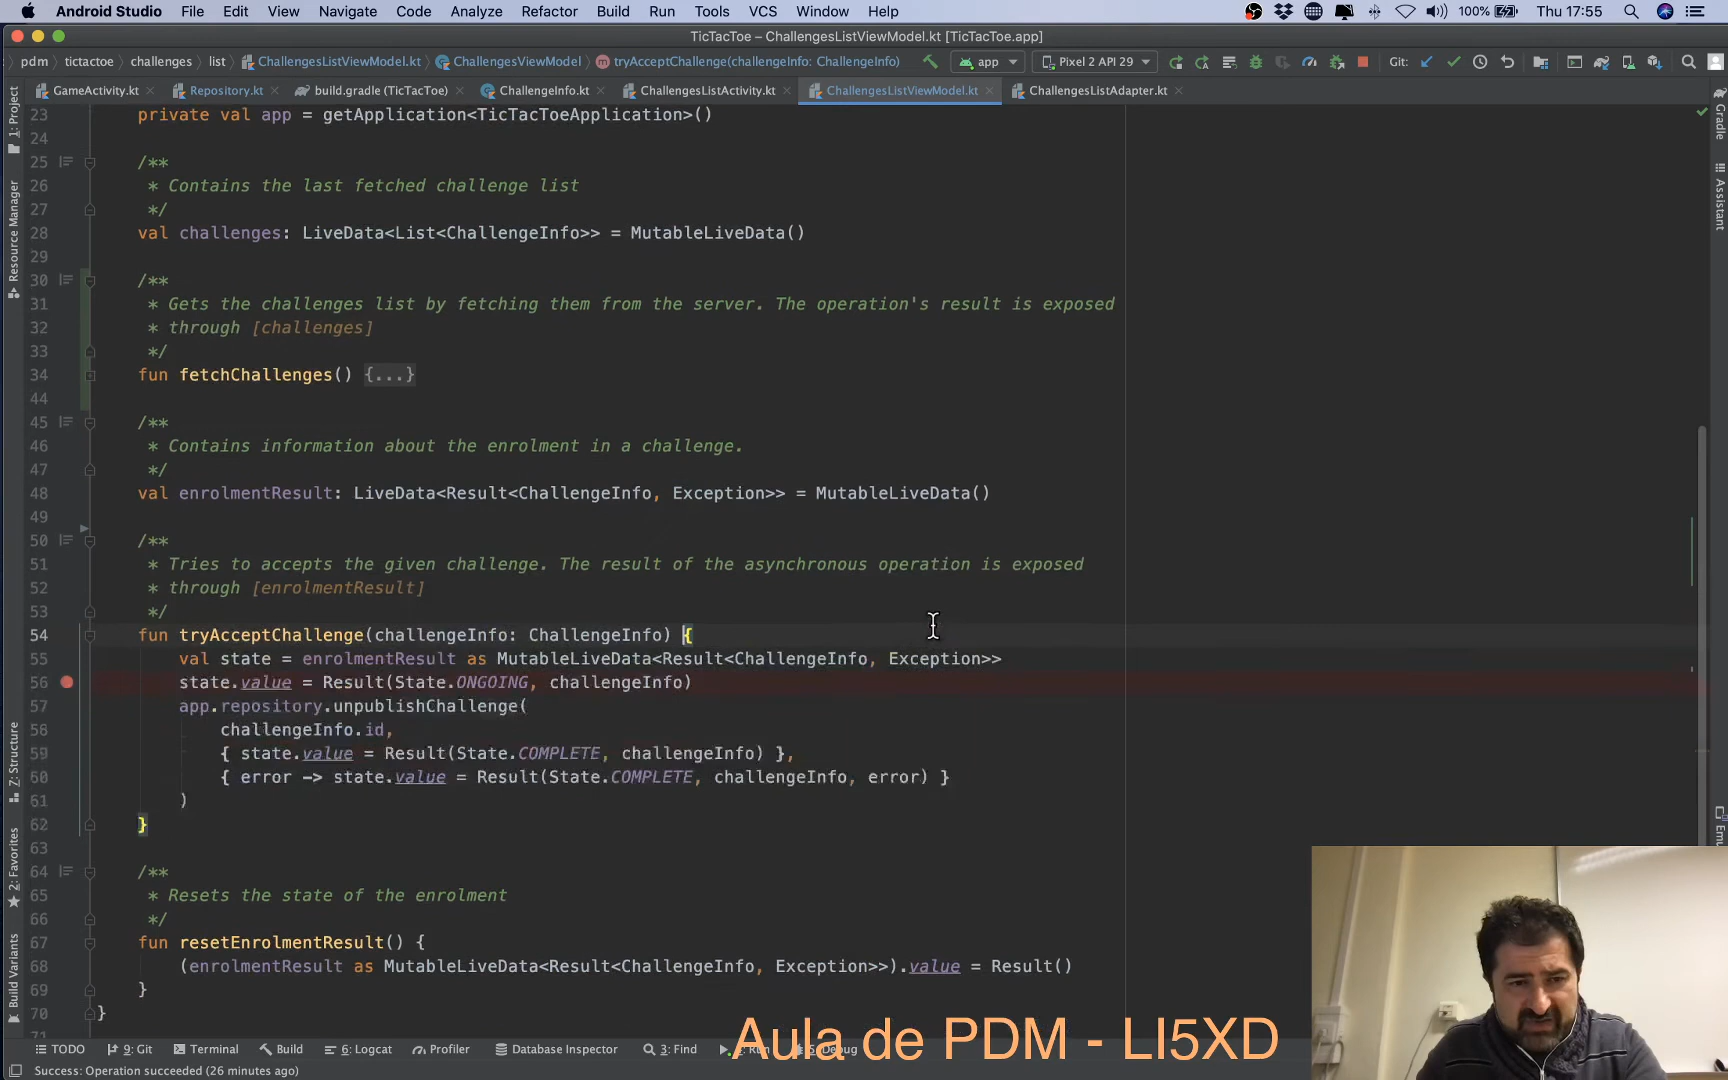 Android Studio File Edit View Navigate Code Analyze Refactor Build Run Tools VCS Window Help 100% Thu 17:55
TicTacToe – ChallengesListViewModel.kt [TicTacToe.app]
pdm tictactoe challenges list ChallengesListViewModel.kt ChallengesViewModel tryAcceptChallenge(challengeInfo: ChallengeInfo) app Pixel 2 API 29 Git:
GameActivity.kt Repository.kt build.gradle (TicTacToe) ChallengeInfo.kt ChallengesListActivity.kt ChallengesListViewModel.kt ChallengesListAdapter.kt
1: Project
Resource Manager
7: Structure
2: Favorites
Build Variants
Gradle
Assistant
23 private val app = getApplication<TicTacToeApplication>()
24
25 /**
26 * Contains the last fetched challenge list
27 */
28 val challenges: LiveData<List<ChallengeInfo>> = MutableLiveData()
29
30 /**
31 * Gets the challenges list by fetching them from the server. The operation's result is exposed
32 * through [challenges]
33 */
34 fun fetchChallenges() {...}
44
45 /**
46 * Contains information about the enrolment in a challenge.
47 */
48 val enrolmentResult: LiveData<Result<ChallengeInfo, Exception>> = MutableLiveData()
49
50 /**
51 * Tries to accepts the given challenge. The result of the asynchronous operation is exposed
52 * through [enrolmentResult]
53 */
54 fun tryAcceptChallenge(challengeInfo: ChallengeInfo) {
55 val state = enrolmentResult as MutableLiveData<Result<ChallengeInfo, Exception>>
56 state.value = Result(State.ONGOING, challengeInfo)
57 app.repository.unpublishChallenge(
58 challengeInfo.id,
59 { state.value = Result(State.COMPLETE, challengeInfo) },
60 { error -> state.value = Result(State.COMPLETE, challengeInfo, error) }
61 )
62 }
63
64 /**
65 * Resets the state of the enrolment
66 */
67 fun resetEnrolmentResult() {
68 (enrolmentResult as MutableLiveData<Result<ChallengeInfo, Exception>>).value = Result()
69 }
70 }
Aula de PDM - LI5XD
TODO 9: Git Terminal Build 6: Logcat Profiler Database Inspector 3: Find
Success: Operation succeeded (26 minutes ago)